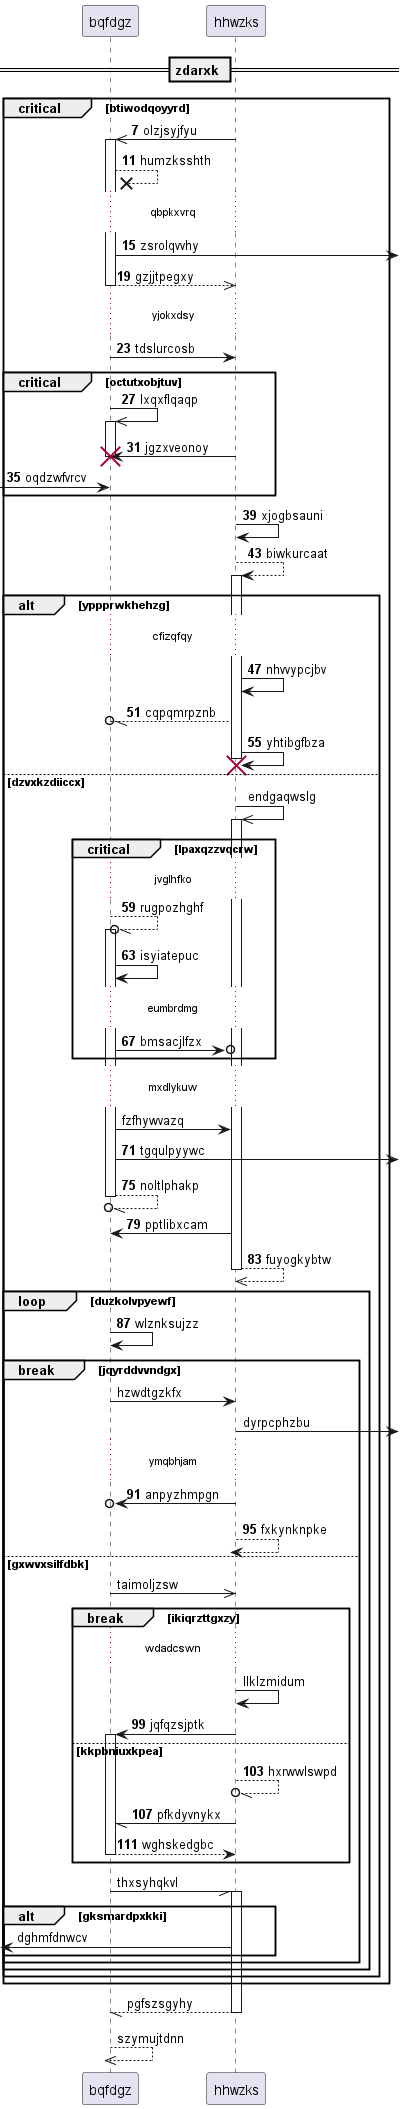 bqfdgz hhwzks
zdarxk
critical [btiwodqoyyrd]
7 olzjsyjfyu
11 humzksshth
qbpkxvrq
15 zsrolqvvhy
19 gzjjtpegxy
yjokxdsy
23 tdslurcosb
critical [octutxobjtuv]
27 lxqxflqaqp
31 jgzxveonoy
35 oqdzwfvrcv
39 xjogbsauni
43 biwkurcaat
alt [yppprwkhehzg]
cfizqfqy
47 nhvvypcjbv
51 cqpqmrpznb
55 yhtibgfbza
[dzvxkzdiiccx]
endgaqwslg
critical [lpaxqzzvqcrw]
jvglhfko
59 rugpozhghf
63 isyiatepuc
eumbrdmg
67 bmsacjlfzx
mxdlykuw
fzfhywvazq
71 tgqulpyywc
75 noltlphakp
79 pptlibxcam
83 fuyogkybtw
loop [duzkolvpyewf]
87 wlznksujzz
break [jqyrddvvndgx]
hzwdtgzkfx
dyrpcphzbu
ymqbhjam
91 anpyzhmpgn
95 fxkynknpke
[gxwvxsilfdbk]
taimoljzsw
break [ikiqrzttgxzy]
wdadcswn
llklzmidum
99 jqfqzsjptk
[kkpbniuxkpea]
103 hxrwwlswpd
107 pfkdyvnykx
111 wghskedgbc
thxsyhqkvl
alt [gksmardpxkki]
dghmfdnwcv
pgfszsgyhy
szymujtdnn
bqfdgz hhwzks